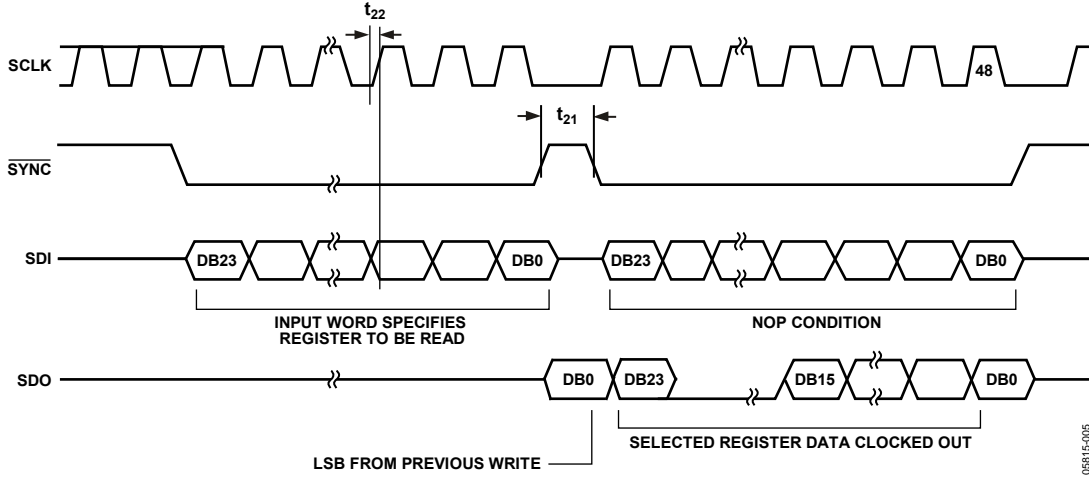 t22
SCLK
48
t21
SYNC
SDI
DB23
DB0
DB23
DB0
INPUT WORD SPECIFIES
REGISTER TO BE READ
NOP CONDITION
SDO
DB0
DB23
DB15
DB0
SELECTED REGISTER DATA CLOCKED OUT
LSB FROM PREVIOUS WRITE
05815-005